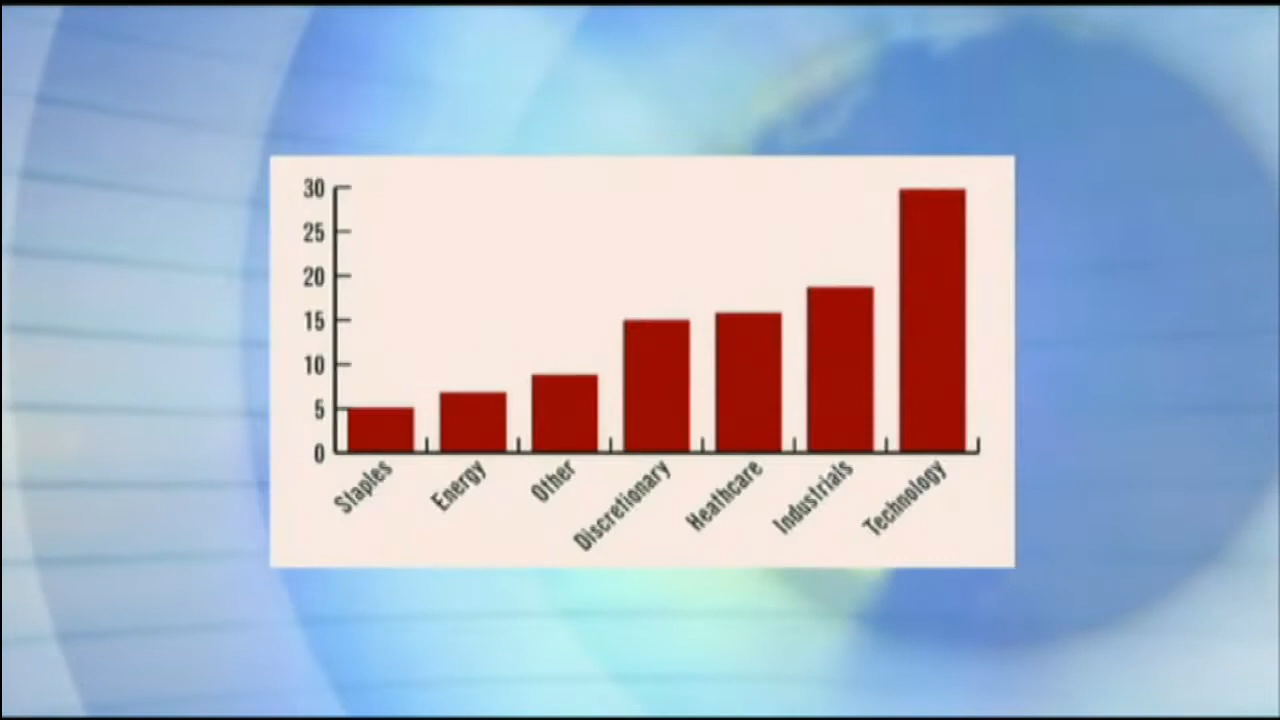 30
25
20
15
10
5
0
Staples
Energy
Other
Discretionary
Heathcare
Industrials
Technology